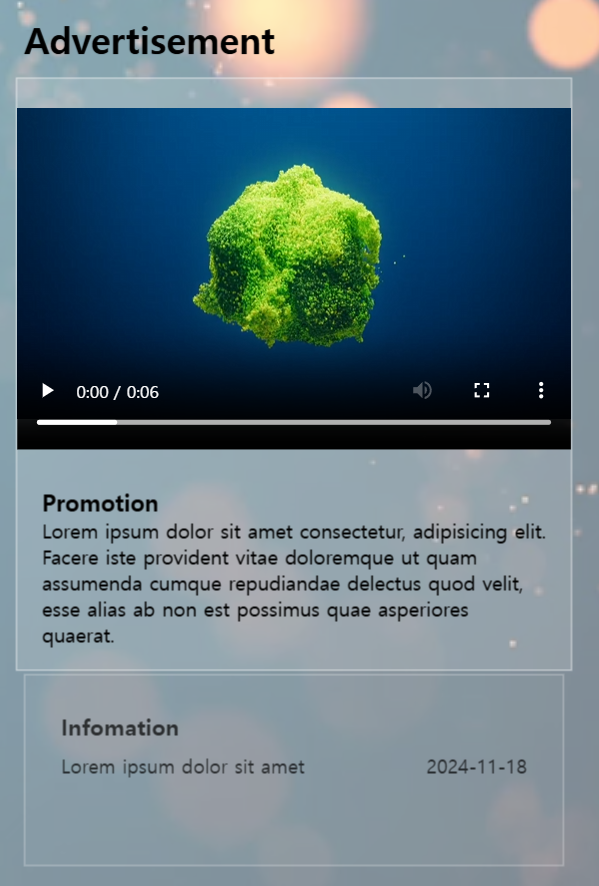 Advertisement
0:00 / 0:06
Promotion
Lorem ipsum dolor sit amet consectetur, adipisicing elit.
Facere iste provident vitae doloremque ut quam
assumenda cumque repudiandae delectus quod velit,
esse alias ab non est possimus quae asperiores
quaerat.
Infomation
Lorem ipsum dolor sit amet 2024-11-18